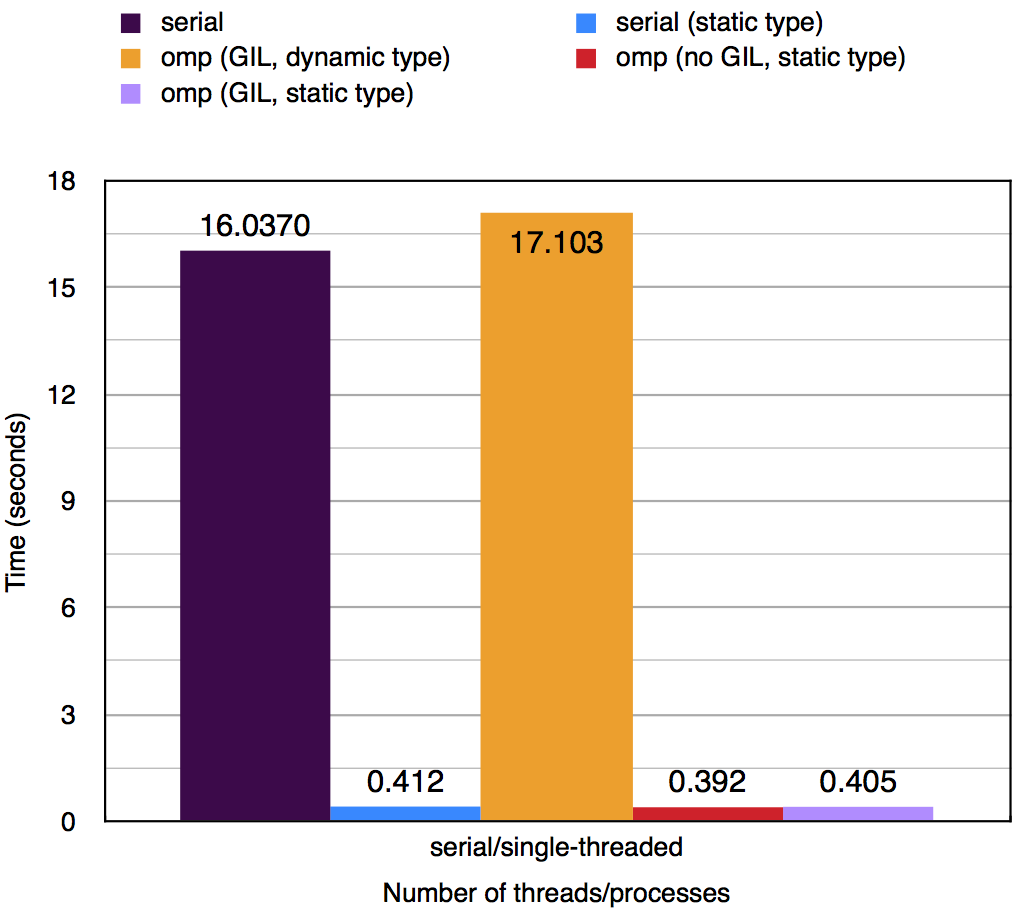 serial
serial (static type)
omp (GIL, dynamic type)
omp (no GIL, static type)
omp (GIL, static type)
18
16.0370
17.103
15
12
9
6
3
0.412
0.392
0.405
0
Time (seconds)
serial/single-threaded
Number of threads/processes